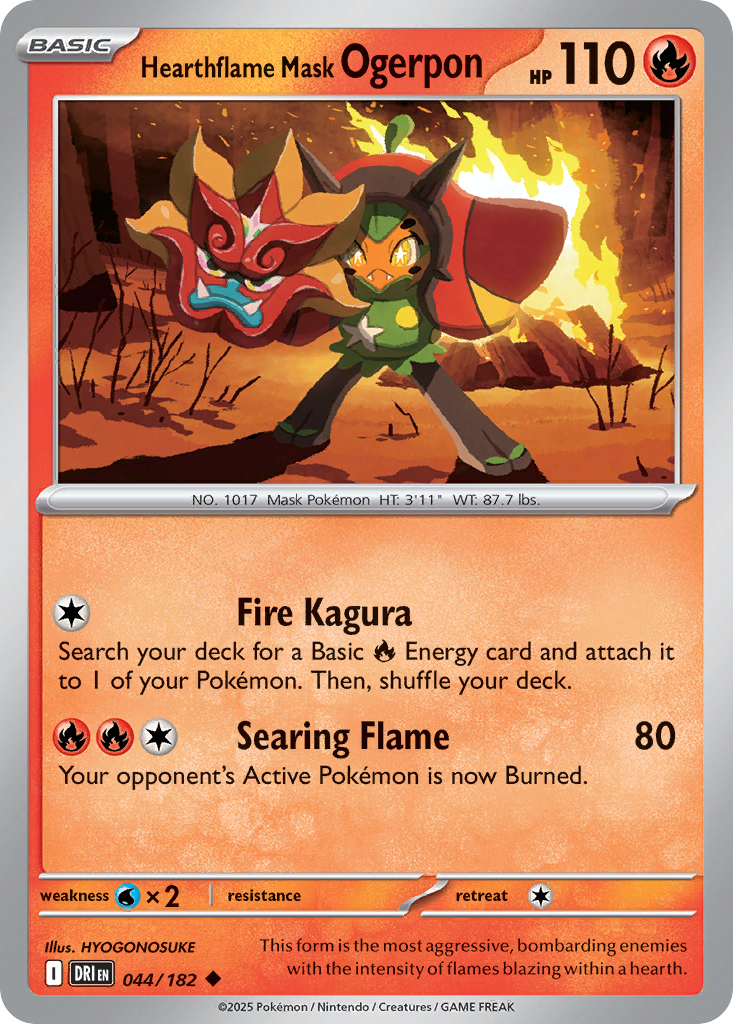 BASIC
Hearthflame Mask Ogerpon HP 110
NO. 1017 Mask Pokémon HT: 3'11" WT: 87.7 lbs.
Fire Kagura
Search your deck for a Basic Energy card and attach it
to 1 of your Pokémon. Then, shuffle your deck.
Searing Flame 80
Your opponent's Active Pokémon is now Burned.
weakness ×2 resistance retreat
Illus. HYOGONOSUKE
This form is the most aggressive, bombarding enemies
with the intensity of flames blazing within a hearth.
I DRI EN 044/182
©2025 Pokémon / Nintendo / Creatures / GAME FREAK